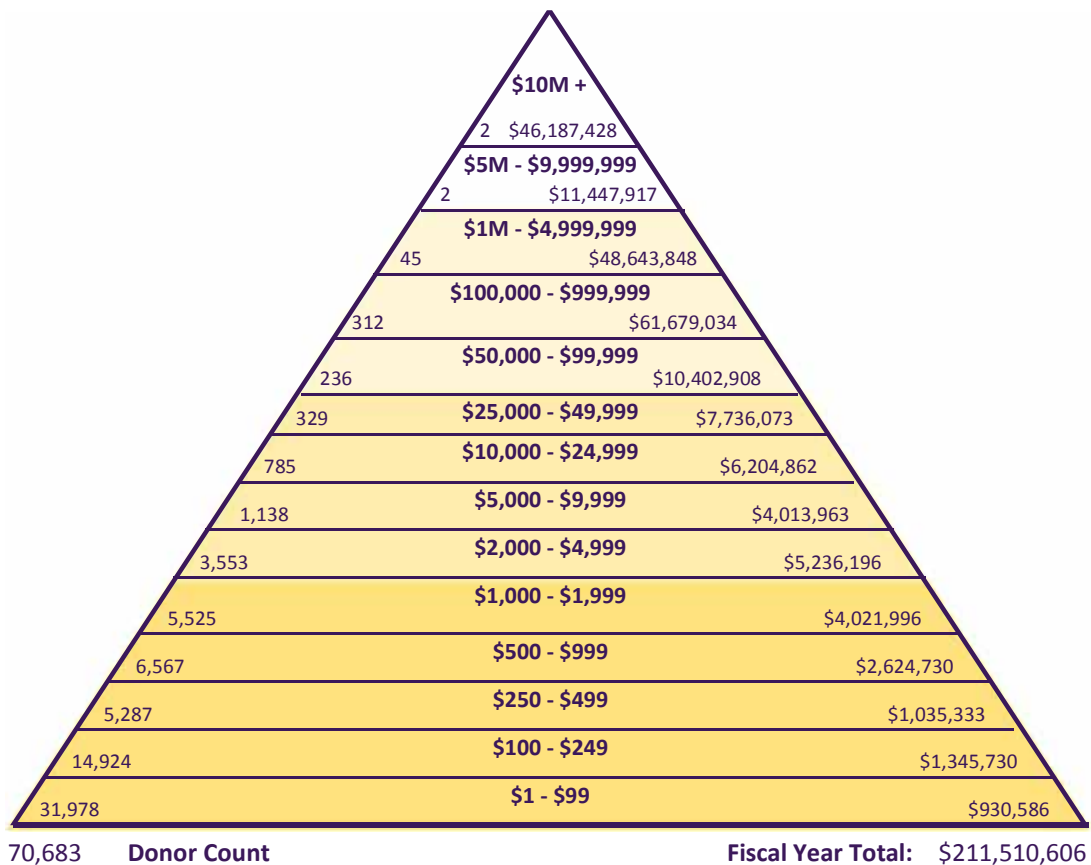 $10M +
2 $46,187,428
$5M - $9,999,999
2 $11,447,917
$1M - $4,999,999
45 $48,643,848
$100,000 - $999,999
312 $61,679,034
$50,000 - $99,999
236 $10,402,908
$25,000 - $49,999
329 $7,736,073
$10,000 - $24,999
785 $6,204,862
$5,000 - $9,999
1,138 $4,013,963
$2,000 - $4,999
3,553 $5,236,196
$1,000 - $1,999
5,525 $4,021,996
$500 - $999
6,567 $2,624,730
$250 - $499
5,287 $1,035,333
$100 - $249
14,924 $1,345,730
$1 - $99
31,978 $930,586
70,683 Donor Count Fiscal Year Total: $211,510,606